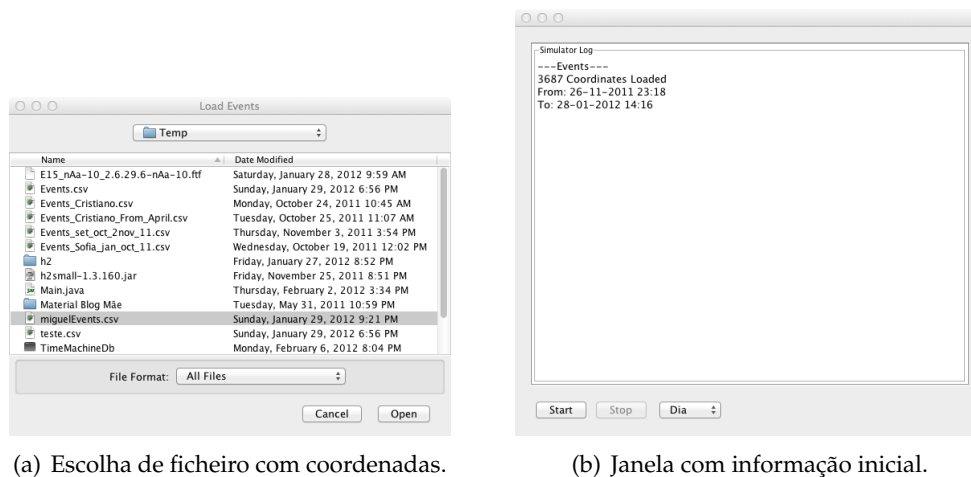 Load Events
Temp
Name Date Modified
E15_nAa-10_2.6.29.6-nAa-10.ftf Saturday, January 28, 2012 9:59 AM
Events.csv Sunday, January 29, 2012 6:56 PM
Events_Cristiano.csv Monday, October 24, 2011 10:45 AM
Events_Cristiano_From_April.csv Tuesday, October 25, 2011 11:07 AM
Events_set_oct_2nov_11.csv Thursday, November 3, 2011 3:54 PM
Events_Sofia_jan_oct_11.csv Wednesday, October 19, 2011 12:02 PM
h2 Friday, January 27, 2012 8:52 PM
h2small-1.3.160.jar Friday, November 25, 2011 8:51 PM
Main.java Thursday, February 2, 2012 3:34 PM
Material Blog Mãe Tuesday, May 31, 2011 10:59 PM
miguelEvents.csv Sunday, January 29, 2012 9:21 PM
teste.csv Sunday, January 29, 2012 6:56 PM
TimeMachineDb Monday, February 6, 2012 8:04 PM
File Format: All Files
Cancel Open
(a) Escolha de ficheiro com coordenadas.
Simulator Log
---Events---
3687 Coordinates Loaded
From: 26-11-2011 23:18
To: 28-01-2012 14:16
Start Stop Dia
(b) Janela com informação inicial.